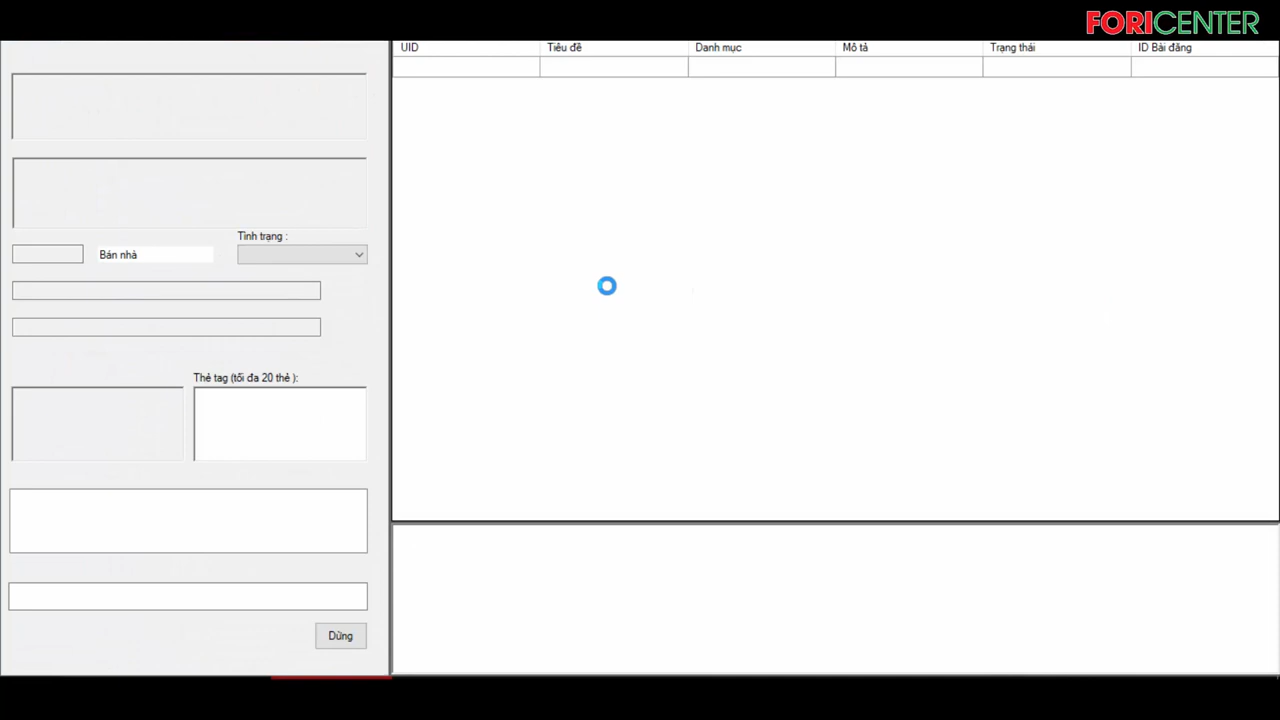 FORICENTER
UID Tiêu đề Danh mục Mô tả Trạng thái ID Bài đăng
Tình trạng :
Bán nhà
Thẻ tag (tối đa 20 thẻ ):
Dừng